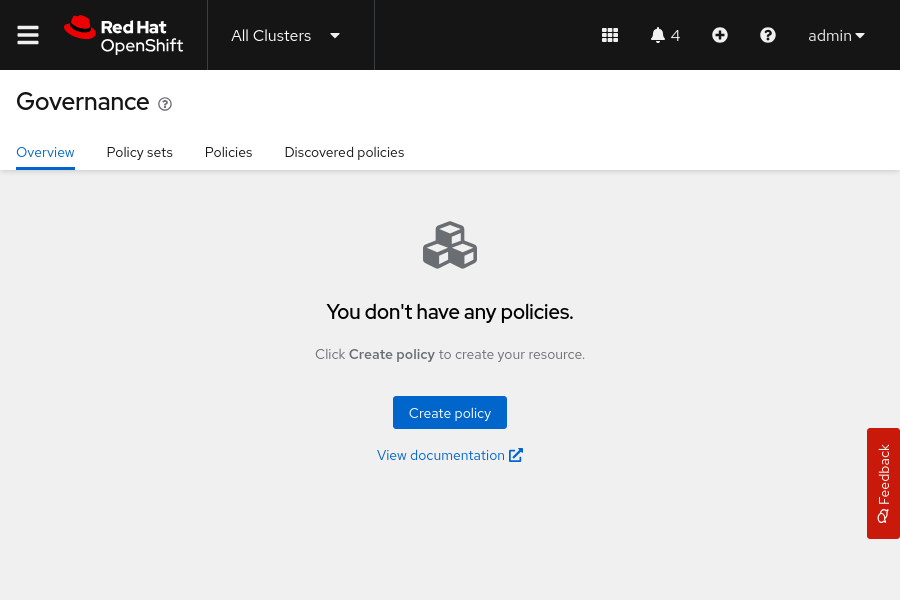 Red Hat
OpenShift
All Clusters
4
admin
Governance
Overview
Policy sets
Policies
Discovered policies
You don't have any policies.
Click Create policy to create your resource.
Create policy
View documentation
Feedback